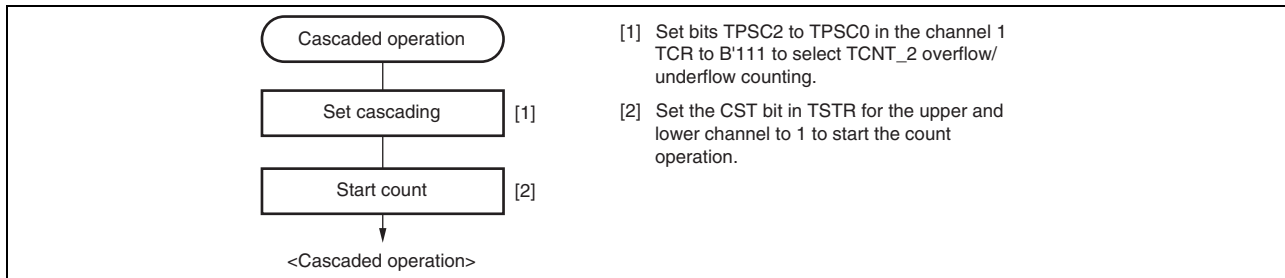 Cascaded operation
Set cascading
[1]
Start count
[2]
<Cascaded operation>
[1] Set bits TPSC2 to TPSC0 in the channel 1
TCR to B'111 to select TCNT_2 overflow/
underflow counting.
[2] Set the CST bit in TSTR for the upper and
lower channel to 1 to start the count
operation.